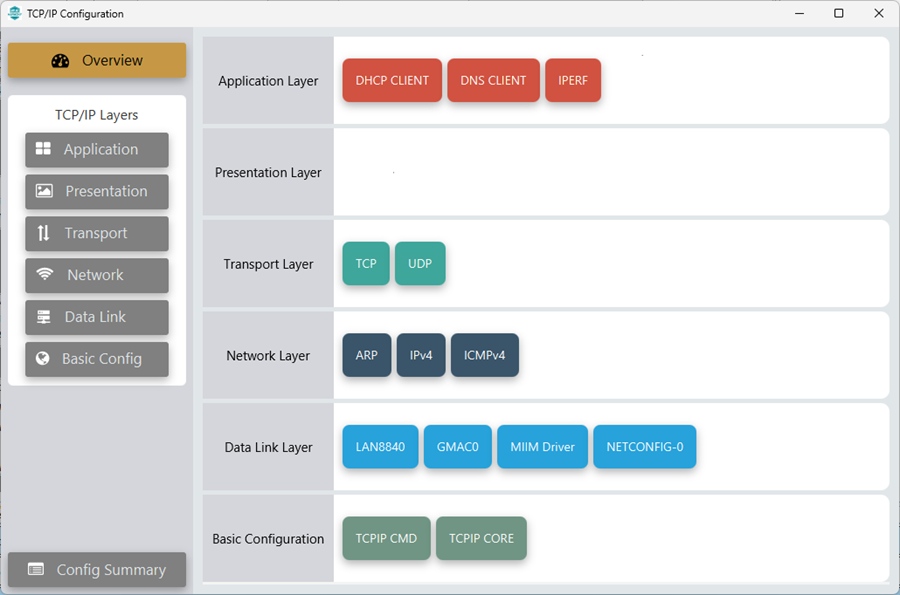 TCP/IP Configuration
Overview
TCP/IP Layers
Application
Presentation
Transport
Network
Data Link
Basic Config
Config Summary
Application Layer
DHCP CLIENT
DNS CLIENT
IPERF
Presentation Layer
Transport Layer
TCP
UDP
Network Layer
ARP
IPv4
ICMPv4
Data Link Layer
LAN8840
GMAC0
MIIM Driver
NETCONFIG-0
Basic Configuration
TCPIP CMD
TCPIP CORE